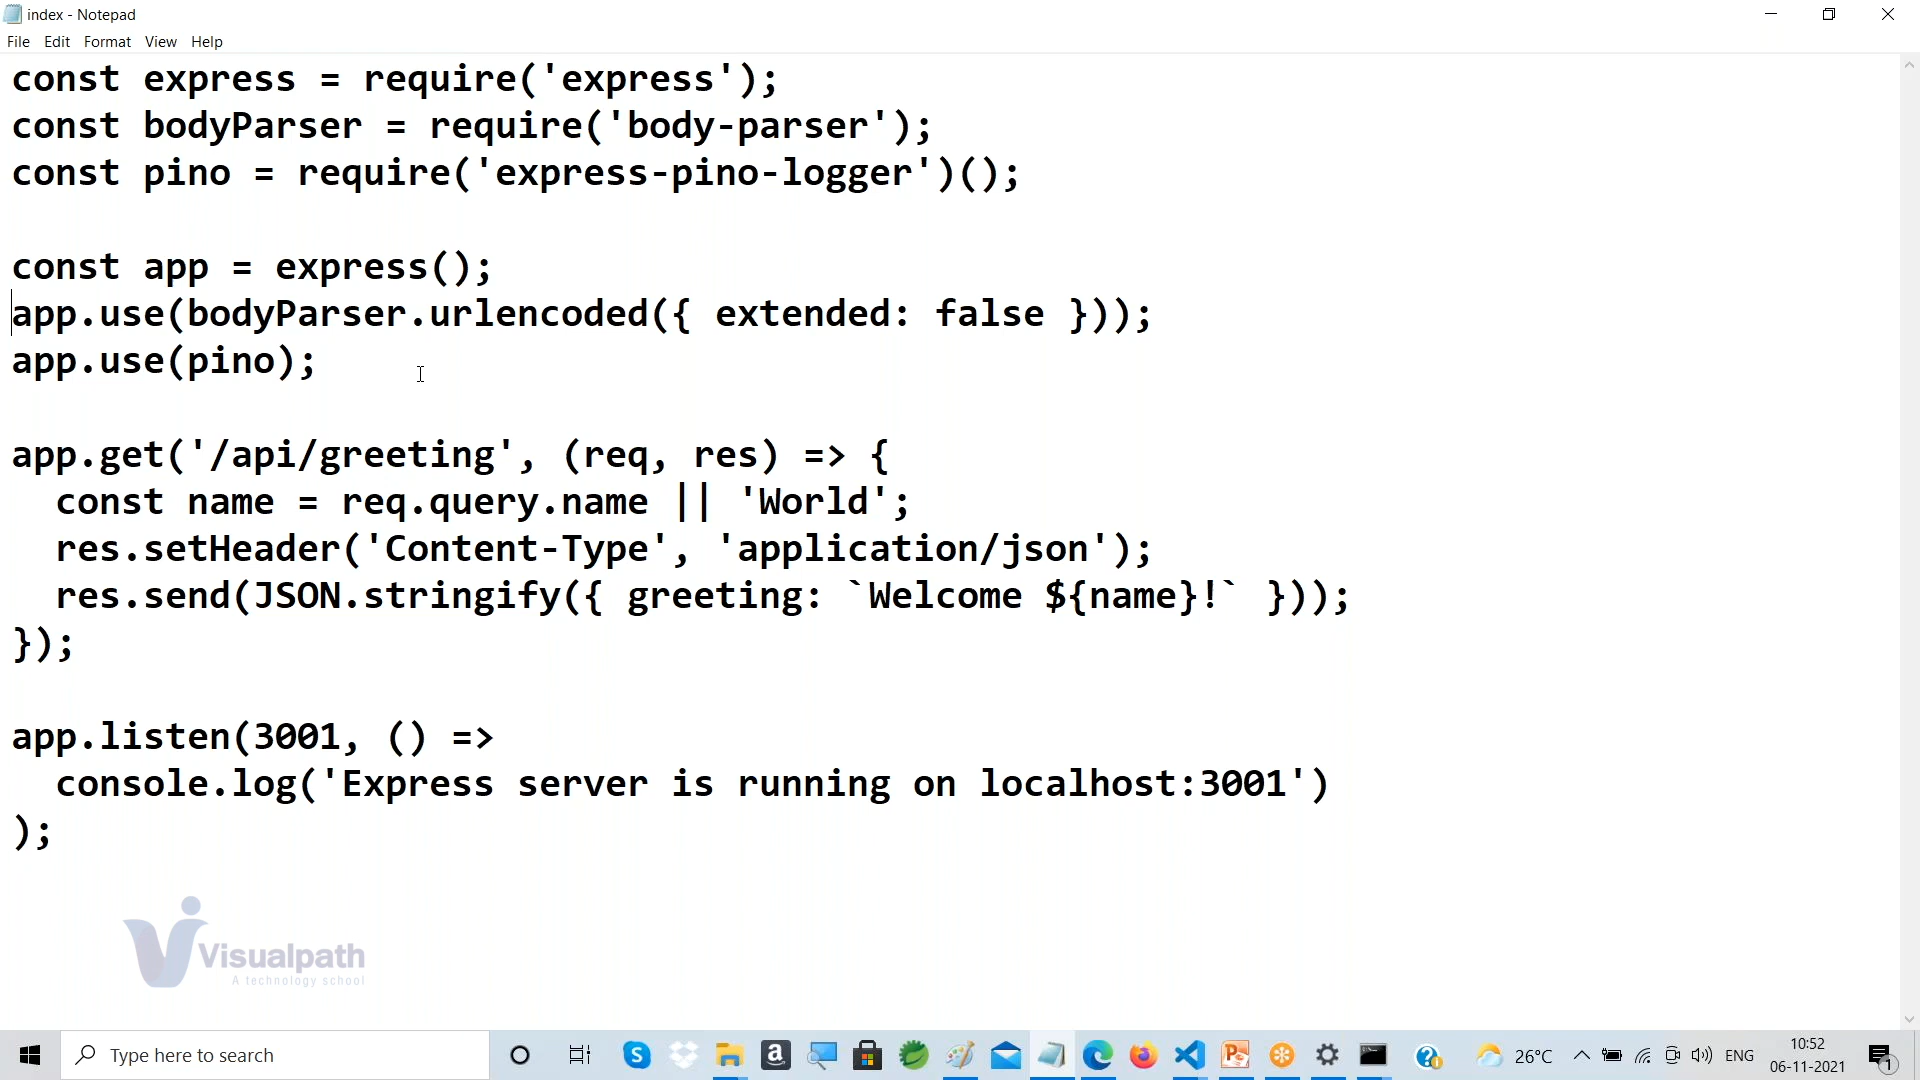 index - Notepad
File Edit Format View Help
const express = require('express');
const bodyParser = require('body-parser');
const pino = require('express-pino-logger')();
const app = express();
app.use(bodyParser.urlencoded({ extended: false }));
app.use(pino);
app.get('/api/greeting', (req, res) => {
  const name = req.query.name || 'World';
  res.setHeader('Content-Type', 'application/json');
  res.send(JSON.stringify({ greeting: `Welcome ${name}!` }));
});
app.listen(3001, () =>
  console.log('Express server is running on localhost:3001')
);
Visualpath
A technology school
Type here to search
26°C
ENG
10:52
06-11-2021
1